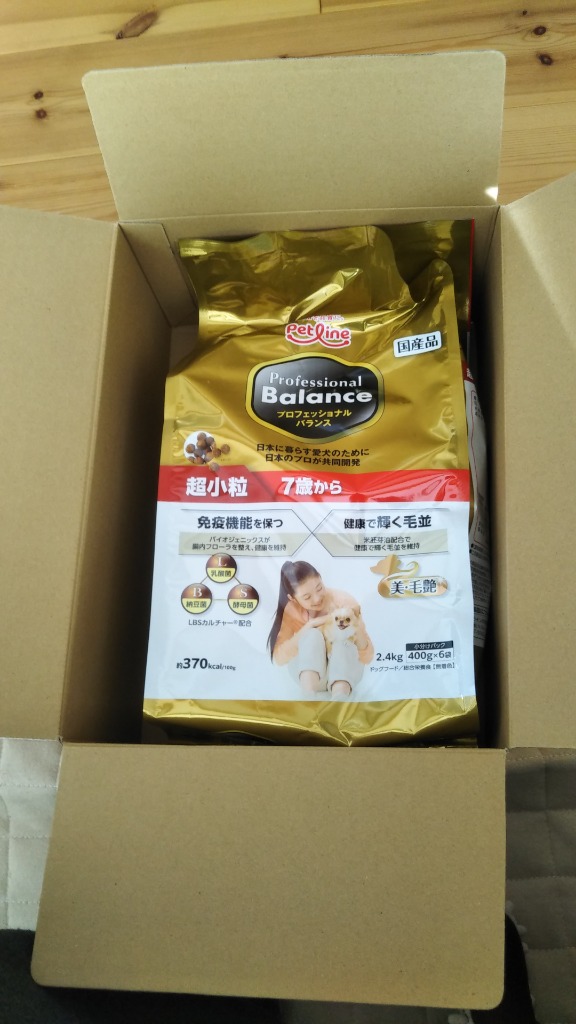 Petline
国産品
Professional
Balance
プロフェッショナル
バランス
日本に暮らす愛犬のために
日本のプロが共同開発
超小粒 7歳から
免疫機能を保つ
バイオジェニックスが
腸内フローラを整え、健康を維持
健康で輝く毛並
米胚芽油配合で
健康で輝く毛並を維持
L
乳酸菌
B
納豆菌
S
酵母菌
LBSカルチャー®配合
美・毛艶
約370kcal/100g
2.4kg
小分けパック
400g×6袋
ドッグフード/総合栄養食【無着色】